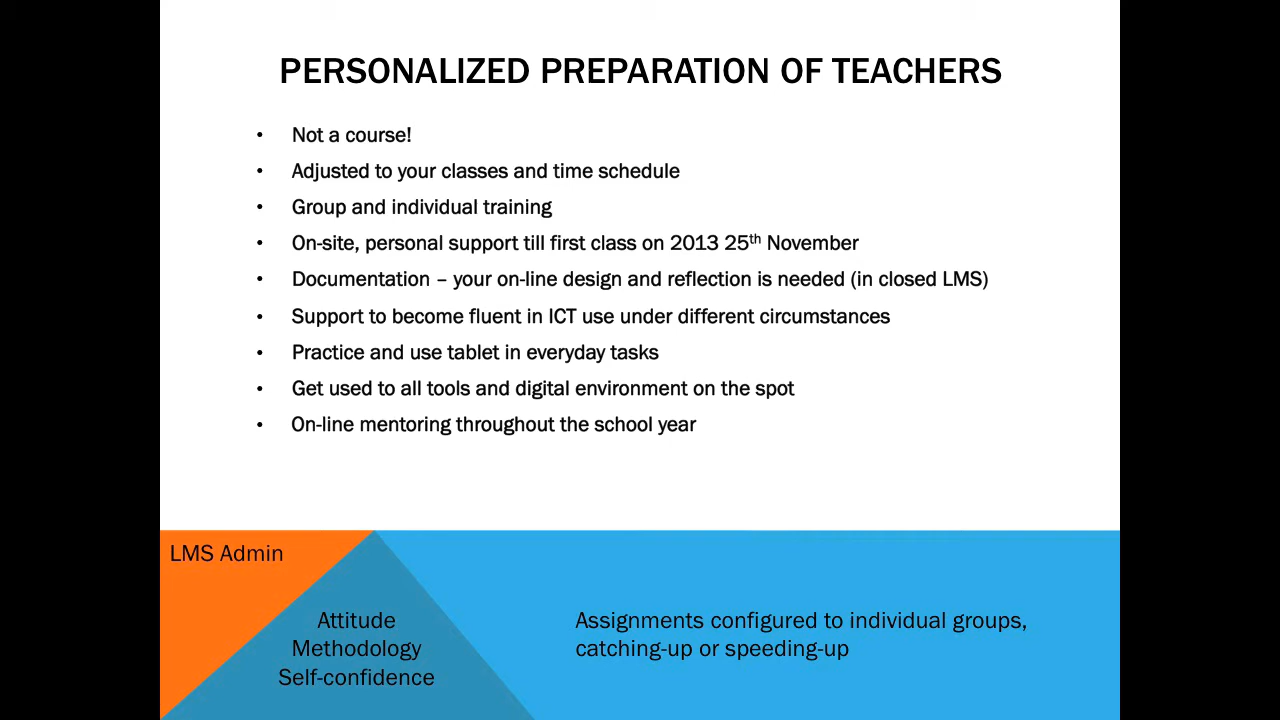 PERSONALIZED PREPARATION OF TEACHERS
• Not a course!
• Adjusted to your classes and time schedule
• Group and individual training
• On-site, personal support till first class on 2013 25th November
• Documentation – your on-line design and reflection is needed (in closed LMS)
• Support to become fluent in ICT use under different circumstances
• Practice and use tablet in everyday tasks
• Get used to all tools and digital environment on the spot
• On-line mentoring throughout the school year
LMS Admin
Attitude
Methodology
Self-confidence
Assignments configured to individual groups,
catching-up or speeding-up